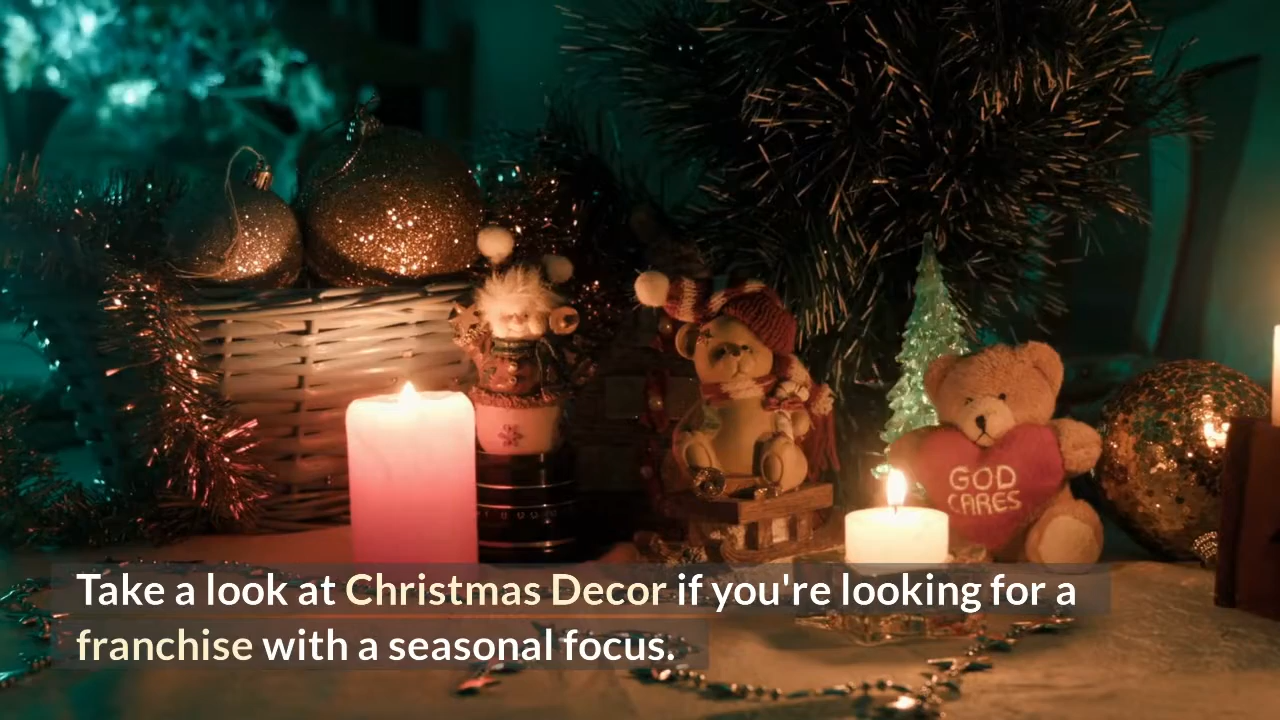 GOD
CARES
Take a look at Christmas Decor if you're looking for a
franchise with a seasonal focus.